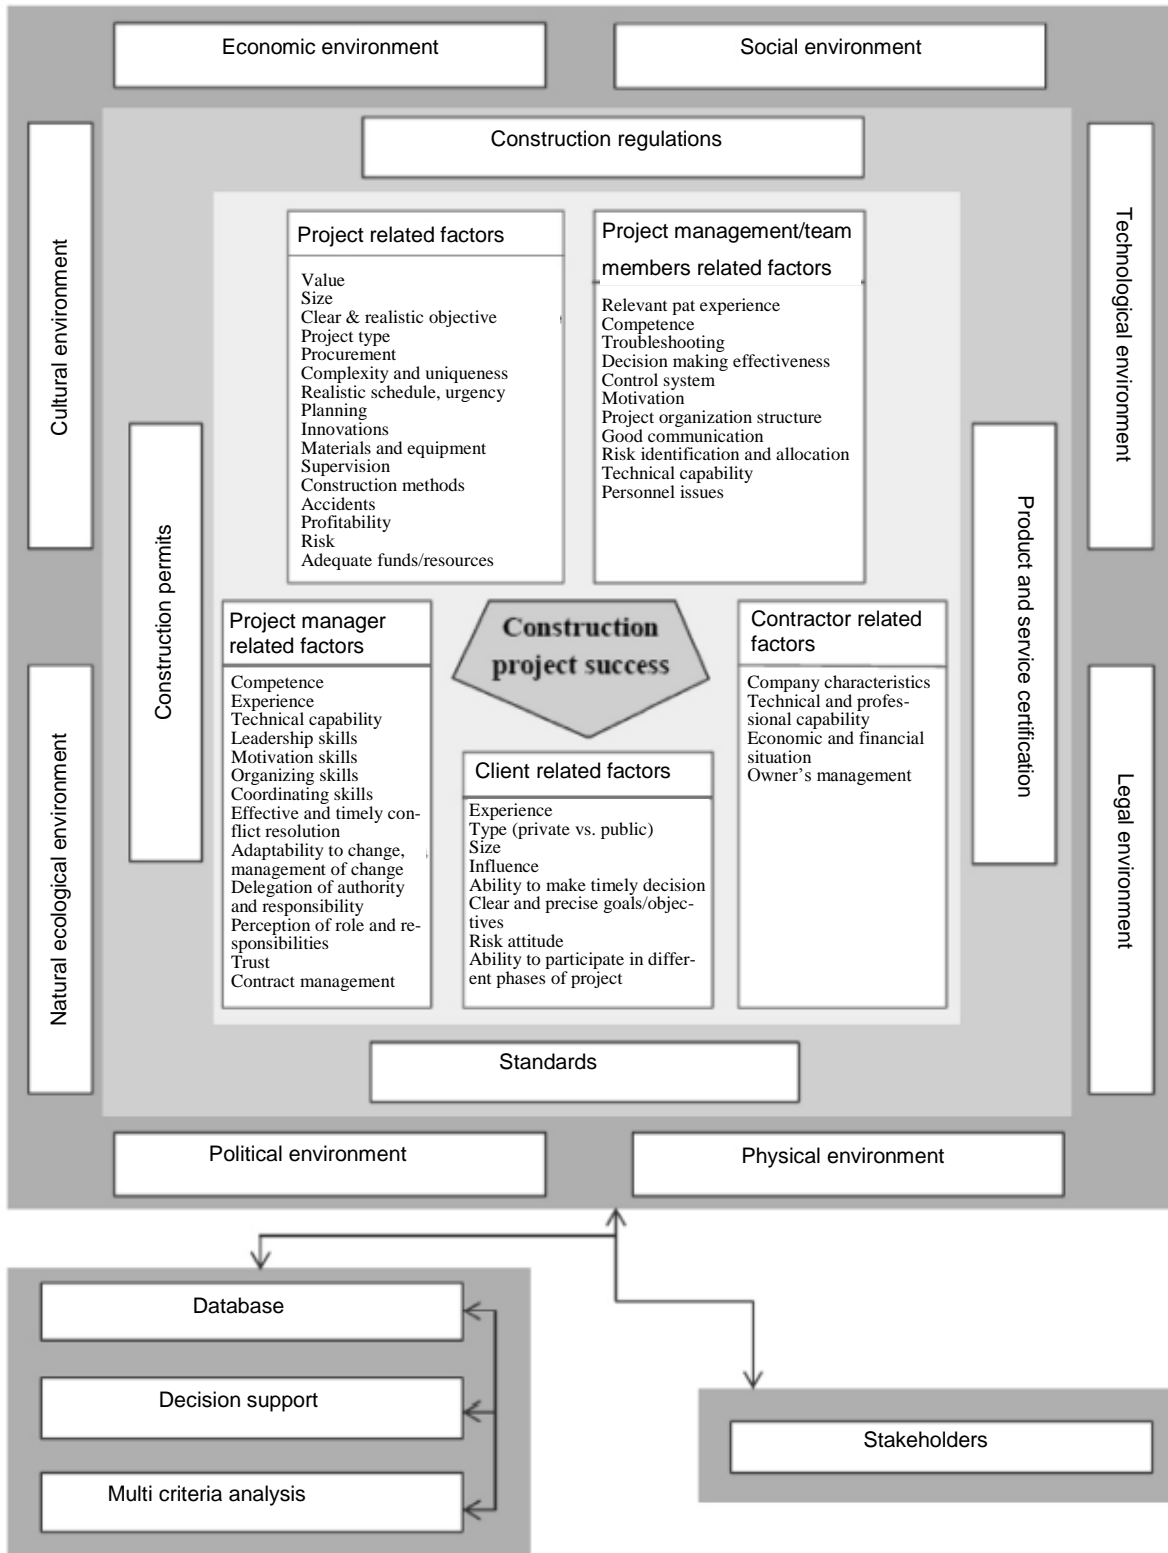 Economic environment
Social environment
Construction regulations
Cultural environment
Technological environment
Project related factors
Value
Size
Clear & realistic objective
Project type
Procurement
Complexity and uniqueness
Realistic schedule, urgency
Planning
Innovations
Materials and equipment
Supervision
Construction methods
Accidents
Profitability
Risk
Adequate funds/resources
Project management/team
members related factors
Relevant pat experience
Competence
Troubleshooting
Decision making effectiveness
Control system
Motivation
Project organization structure
Good communication
Risk identification and allocation
Technical capability
Personnel issues
Construction permits
Product and service certification
Project manager
related factors
Competence
Experience
Technical capability
Leadership skills
Motivation skills
Organizing skills
Coordinating skills
Effective and timely con-
flict resolution
Adaptability to change,
management of change
Delegation of authority
and responsibility
Perception of role and re-
sponsibilities
Trust
Contract management
Construction
project success
Client related factors
Experience
Type (private vs. public)
Size
Influence
Ability to make timely decision
Clear and precise goals/objec-
tives
Risk attitude
Ability to participate in differ-
ent phases of project
Contractor related
factors
Company characteristics
Technical and profes-
sional capability
Economic and financial
situation
Owner's management
Natural ecological environment
Legal environment
Standards
Political environment
Physical environment
Database
Decision support
Multi criteria analysis
Stakeholders